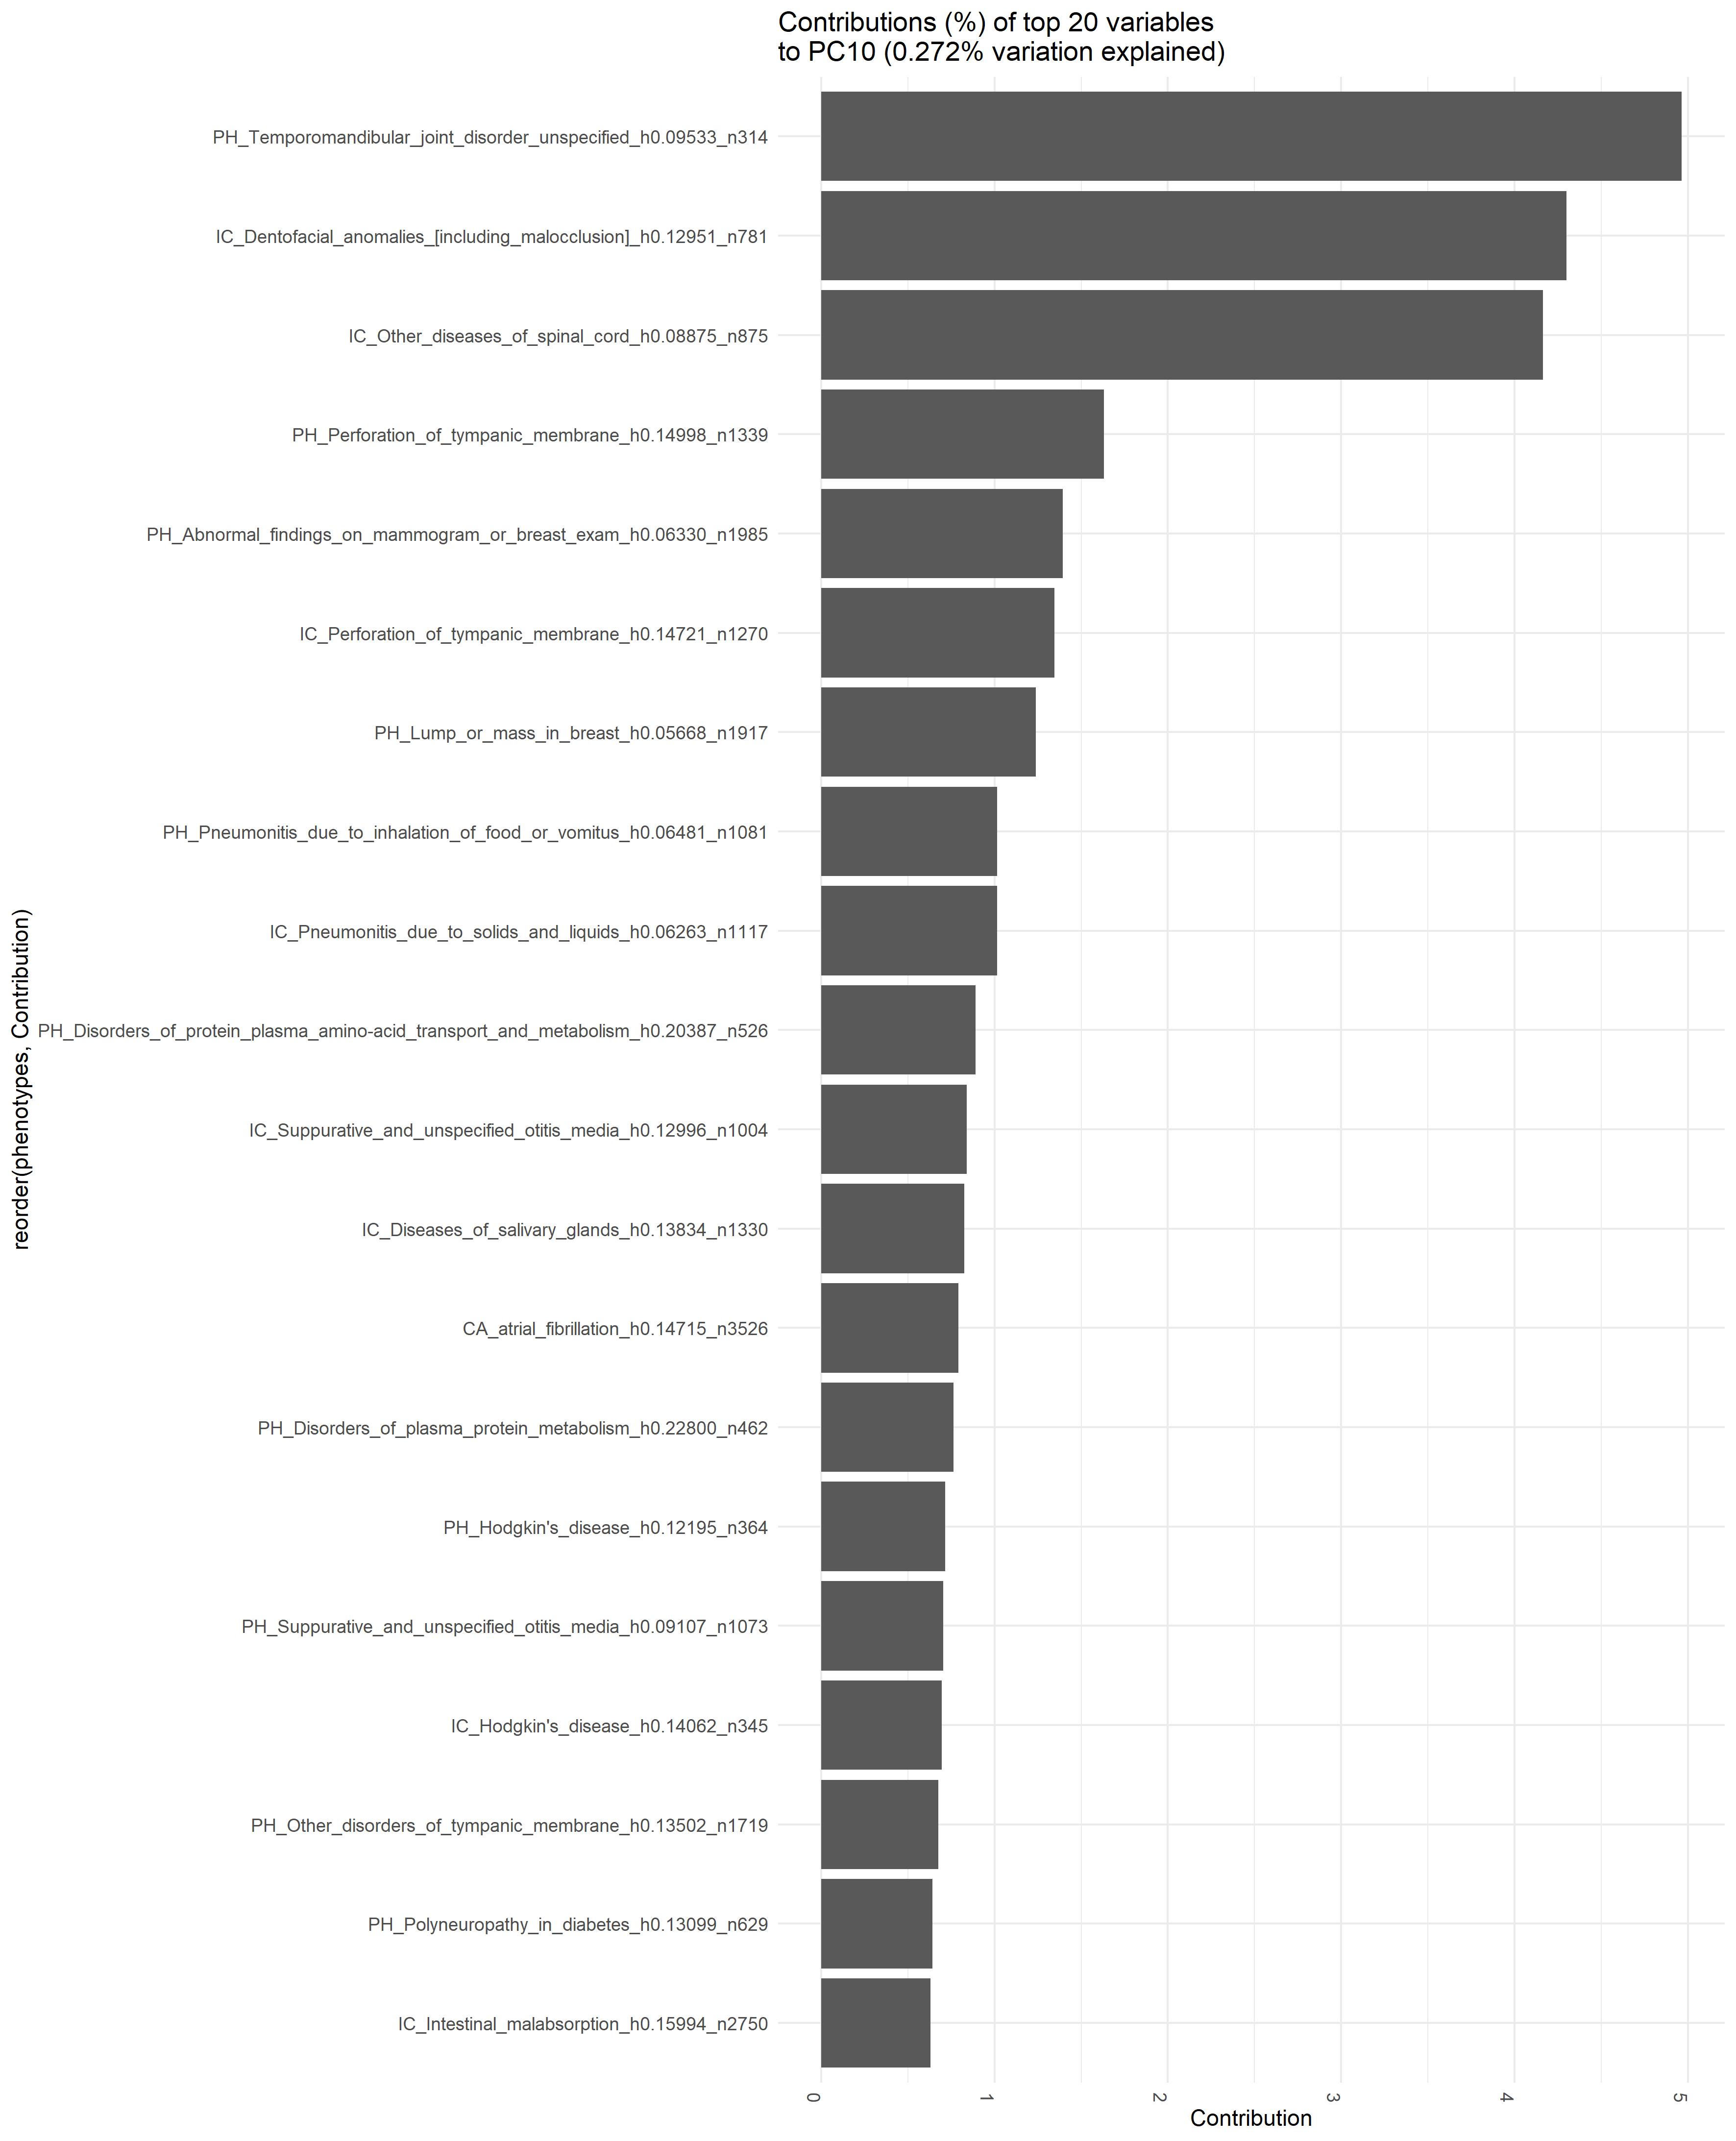 Contributions (%) of top 20 variables
to PC10 (0.272% variation explained)
PH_Temporomandibular_joint_disorder_unspecified_h0.09533_n314
IC_Dentofacial_anomalies_[including_malocclusion]_h0.12951_n781
IC_Other_diseases_of_spinal_cord_h0.08875_n875
PH_Perforation_of_tympanic_membrane_h0.14998_n1339
PH_Abnormal_findings_on_mammogram_or_breast_exam_h0.06330_n1985
IC_Perforation_of_tympanic_membrane_h0.14721_n1270
PH_Lump_or_mass_in_breast_h0.05668_n1917
PH_Pneumonitis_due_to_inhalation_of_food_or_vomitus_h0.06481_n1081
IC_Pneumonitis_due_to_solids_and_liquids_h0.06263_n1117
PH_Disorders_of_protein_plasma_amino-acid_transport_and_metabolism_h0.20387_n526
IC_Suppurative_and_unspecified_otitis_media_h0.12996_n1004
IC_Diseases_of_salivary_glands_h0.13834_n1330
CA_atrial_fibrillation_h0.14715_n3526
PH_Disorders_of_plasma_protein_metabolism_h0.22800_n462
PH_Hodgkin's_disease_h0.12195_n364
PH_Suppurative_and_unspecified_otitis_media_h0.09107_n1073
IC_Hodgkin's_disease_h0.14062_n345
PH_Other_disorders_of_tympanic_membrane_h0.13502_n1719
PH_Polyneuropathy_in_diabetes_h0.13099_n629
IC_Intestinal_malabsorption_h0.15994_n2750
reorder(phenotypes, Contribution)
0
1
2
3
4
5
Contribution